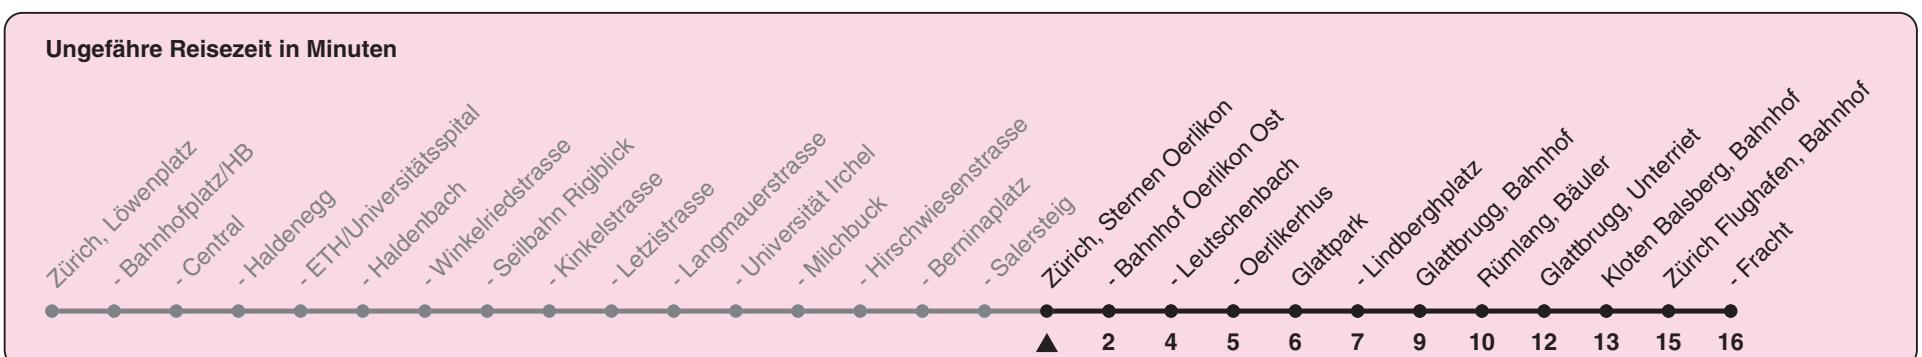 Ungefähre Reisezeit in Minuten
Zürich, Löwenplatz
- Bahnhofplatz/HB
- Central
- Haldenegg
- ETH/Universitätsspital
- Haldenbach
- Winkelriedstrasse
- Seilbahn Rigiblick
- Kinkelstrasse
- Letzistrasse
- Langmauerstrasse
- Universität Irchel
- Milchbuck
- Hirschwiesenstrasse
- Berninaplatz
- Salersteig
Zürich, Sternen Oerlikon
- Bahnhof Oerlikon Ost
- Leutschenbach
- Oerlikerhus
Glattpark
- Lindberghplatz
Glattbrugg, Bahnhof
Rümlang, Bäuler
Glattbrugg, Unterriet
Kloten Balsberg, Bahnhof
Zürich Flughafen, Bahnhof
- Fracht
2 4 5 6 7 9 10 12 13 15 16